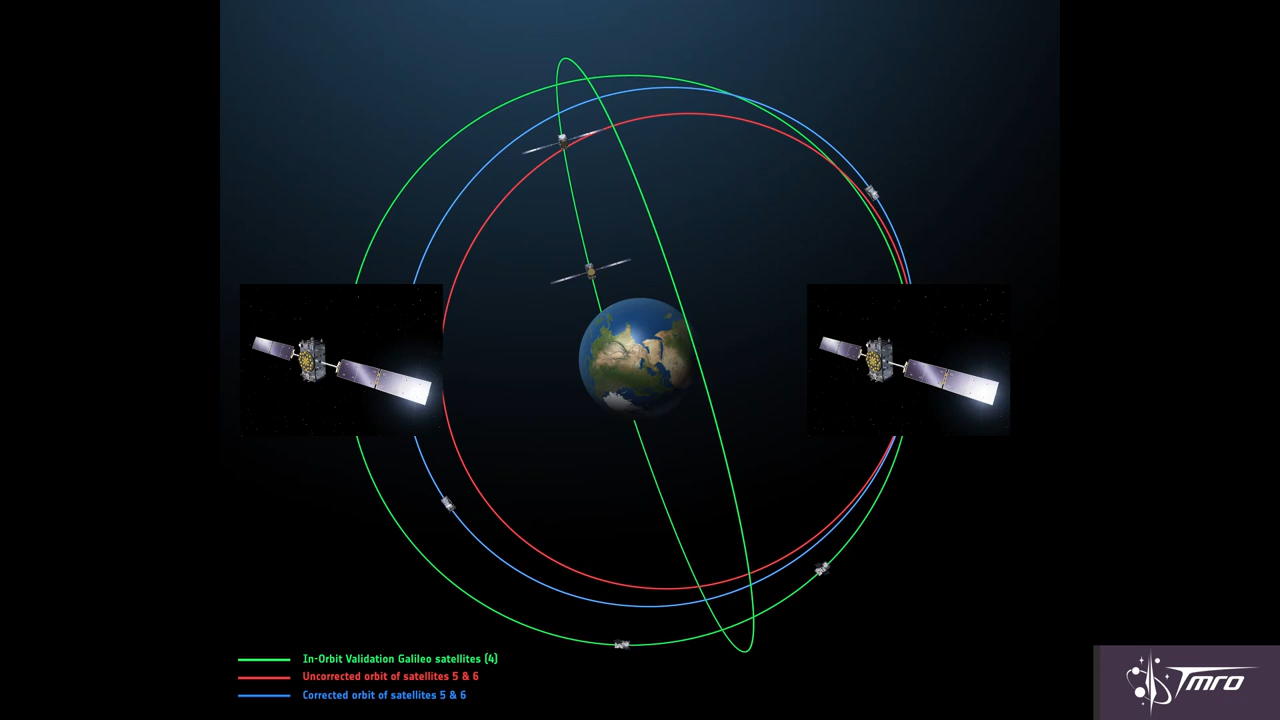 In-Orbit Validation Galileo satellites (4)
Uncorrected orbit of satellites 5 & 6
Corrected orbit of satellites 5 & 6
Tmro